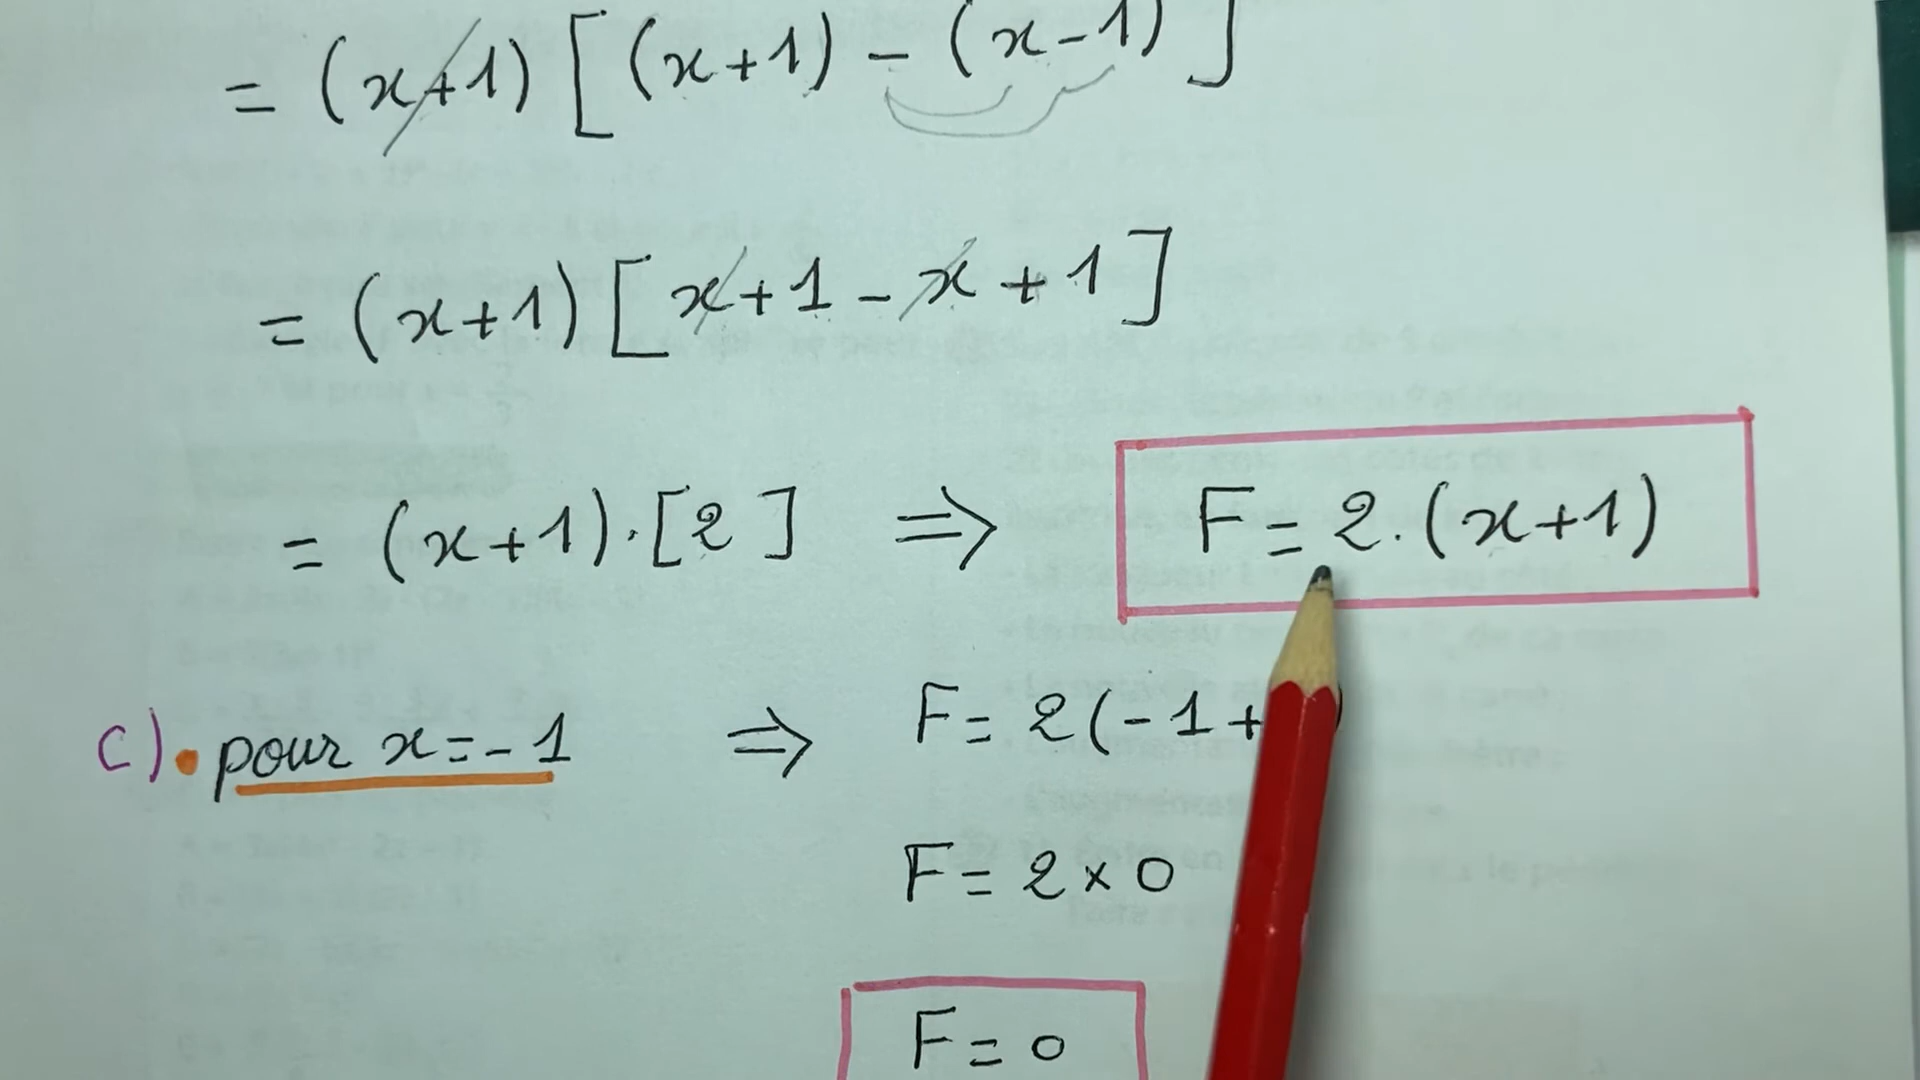 = (x+1) [(x+1) - (x-1)]
= (x+1) [x+1 - x + 1]
= (x+1)·[2] ⇒ F = 2·(x+1)
c) • pour x = -1 ⇒ F = 2(-1+
F = 2 × 0
F = 0